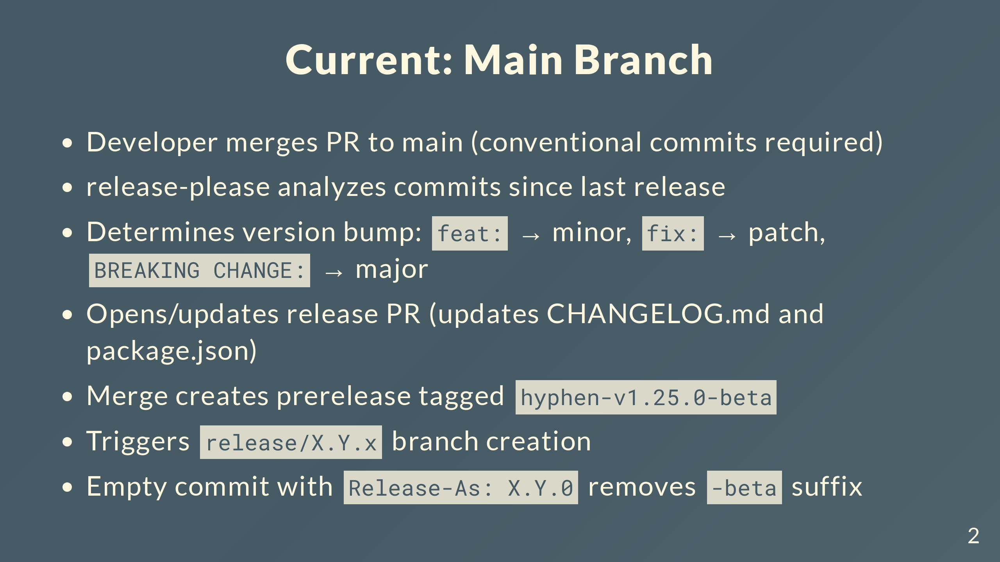 Current: Main Branch
• Developer merges PR to main (conventional commits required)
• release-please analyzes commits since last release
• Determines version bump: feat: → minor, fix: → patch,
BREAKING CHANGE: → major
• Opens/updates release PR (updates CHANGELOG.md and
package.json)
• Merge creates prerelease tagged hyphen-v1.25.0-beta
• Triggers release/X.Y.x branch creation
• Empty commit with Release-As: X.Y.0 removes -beta suffix
2